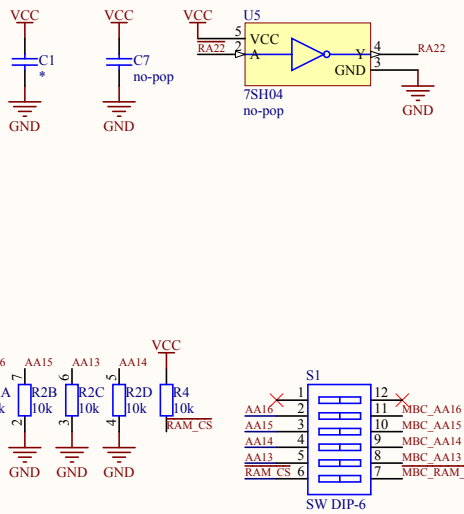 VCC
VCC
VCC
U5
5
VCC
RA22
2
A
Y
4
RA22
GND
3
C1
*
C7
no-pop
GND
GND
7SH04
no-pop
GND
VCC
6
AA15
AA13
AA14
7
6
5
A
R2B
R2C
R2D
R4
k
10k
10k
10k
10k
2
3
4
RAM_CS
GND
GND
GND
S1
1
12
AA16
2
11
MBC_AA16
AA15
3
10
MBC_AA15
AA14
4
9
MBC_AA14
AA13
5
8
MBC_AA13
RAM_CS
6
7
MBC_RAM_
SW DIP-6